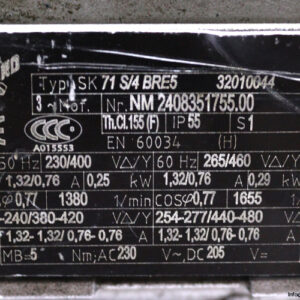 Typ SK 71 S/4 BRE5 32010044
3~ Nr. NM 2408351755.00
Th.Cl.155 (F) IP 55 S1
CCC
A015553
EN 60034 (H)
50 Hz 230/400 V △/Y 60 Hz 265/460 V△/Y
1,32/0,76 A 0,25 kW 1,32/0,76 A 0,29 k
φ 0,77 1380 1/min cosφ 0,77 1655
-240/380-420 V△/Y 254-277/440-480
1,32- 1,32/0,76- 0,76 A 1,32- 1,32/0,76- 0,76
MB=5 Nm; AC 230 V~, DC 205 V=